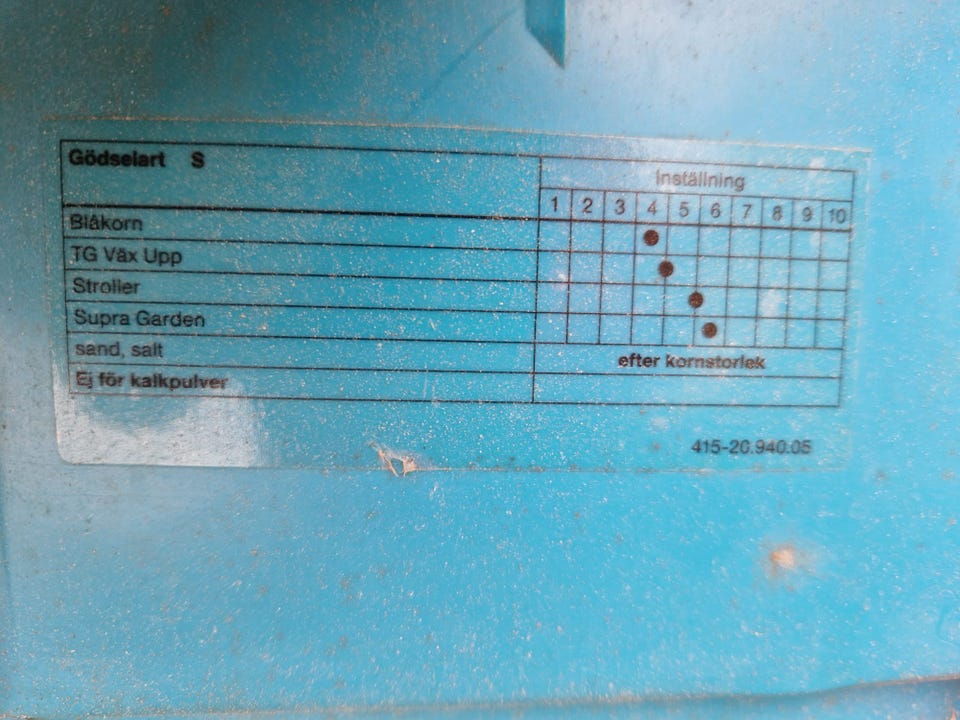 Gödselart S
Inställning
1 2 3 4 5 6 7 8 9 10
Blåkorn
TG Väx Upp
Stroller
Supra Garden
sand, salt efter kornstorlek
Ej för kalkpulver
415-20.940.05